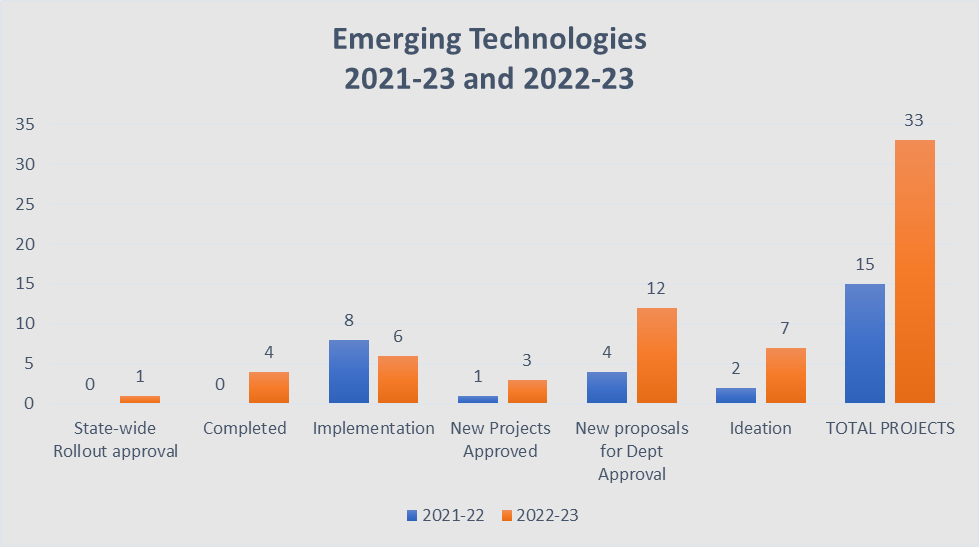 Emerging Technologies
2021-23 and 2022-23
35
30
25
20
15
10
5
0
0
1
0
4
8
6
1
3
4
12
2
7
15
33
State-wide
Rollout approval
Completed
Implementation
New Projects
Approved
New proposals
for Dept
Approval
Ideation
TOTAL PROJECTS
2021-22
2022-23